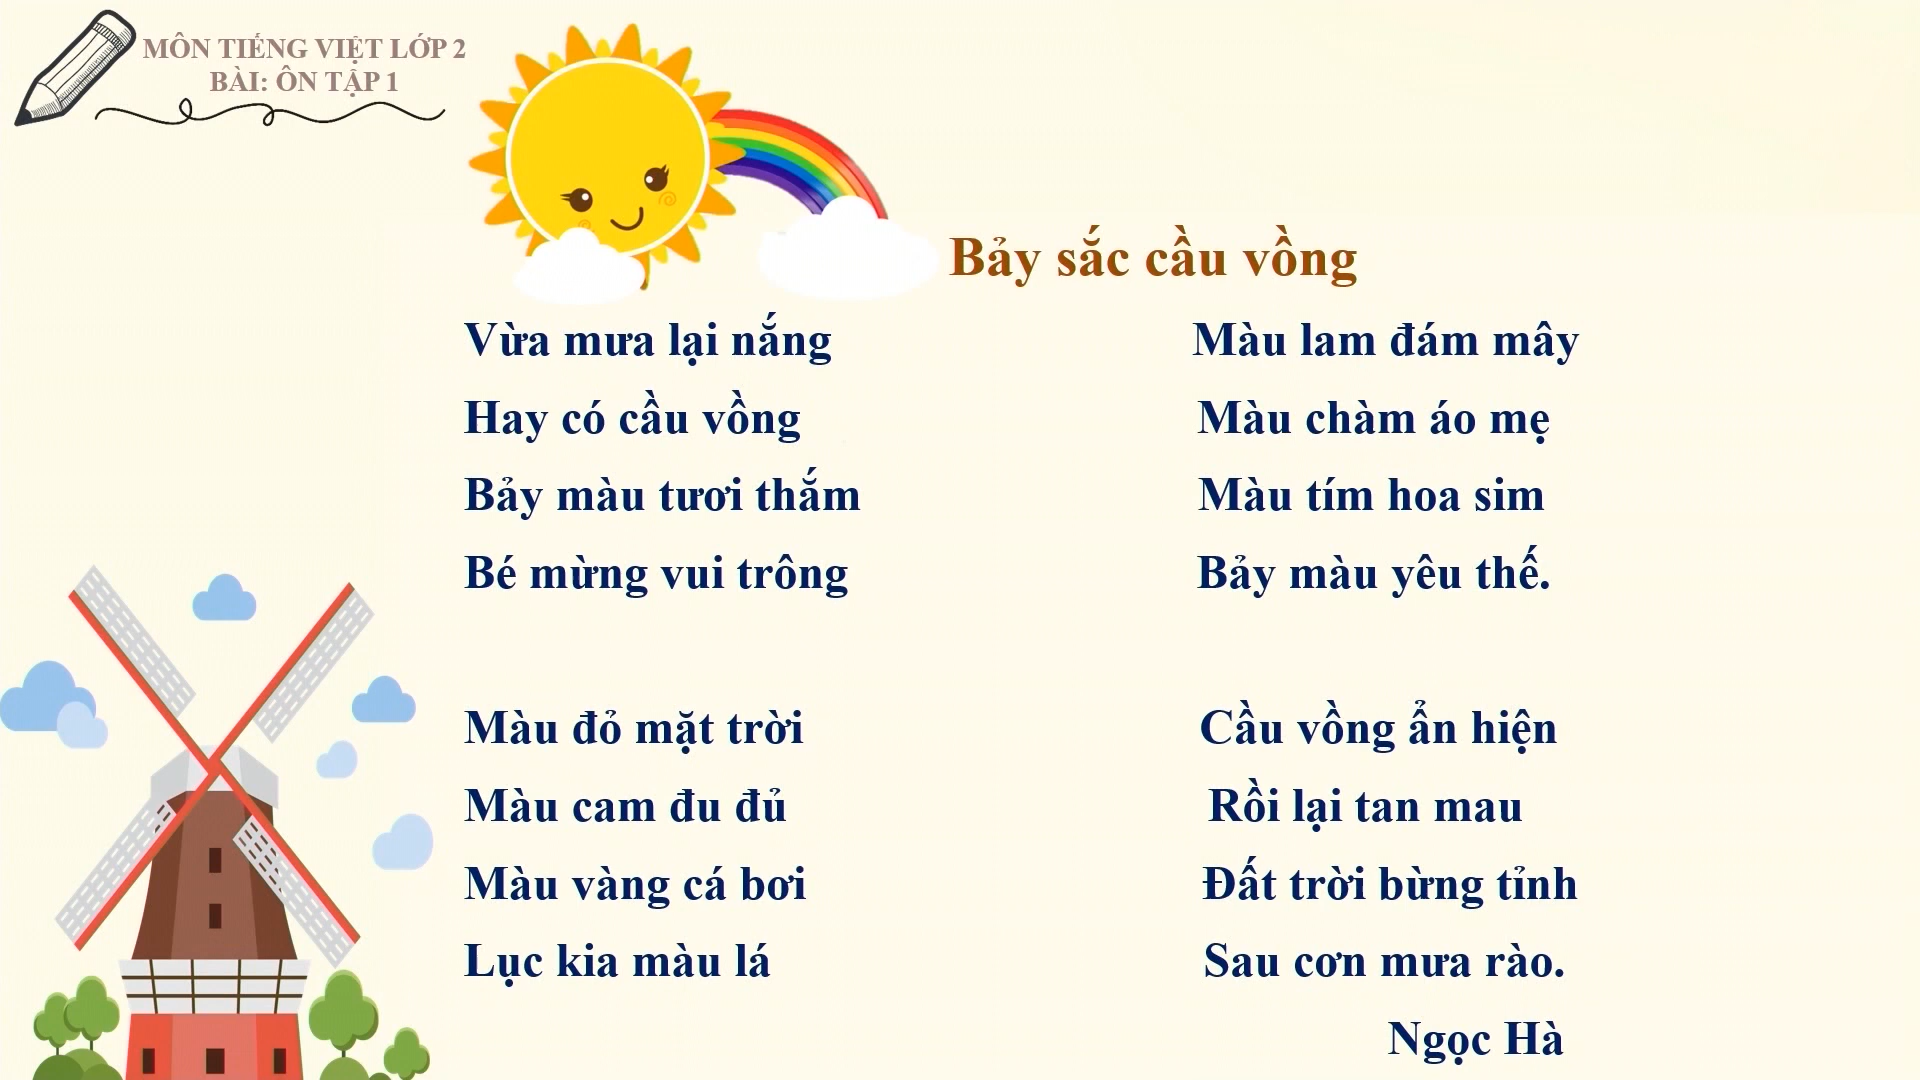 MÔN TIẾNG VIỆT LỚP 2
BÀI: ÔN TẬP 1
Bảy sắc cầu vồng
Vừa mưa lại nắng
Hay có cầu vồng
Bảy màu tươi thắm
Bé mừng vui trông
Màu đỏ mặt trời
Màu cam đu đủ
Màu vàng cá bơi
Lục kia màu lá
Màu lam đám mây
Màu chàm áo mẹ
Màu tím hoa sim
Bảy màu yêu thế.
Cầu vồng ẩn hiện
Rồi lại tan mau
Đất trời bừng tỉnh
Sau cơn mưa rào.
Ngọc Hà